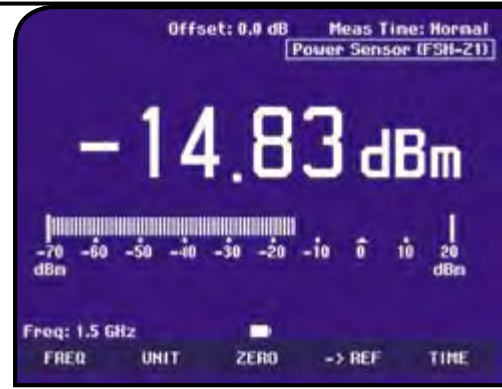 Offset: 0.0 dB Meas Time: Normal
Power Sensor (FSH-Z1)
-14.83 dBm
-70 -60 -50 -40 -30 -20 -10 0 10 20
dBm dBm
Freq: 1.5 GHz
FREQ UNIT ZERO -> REF TIME